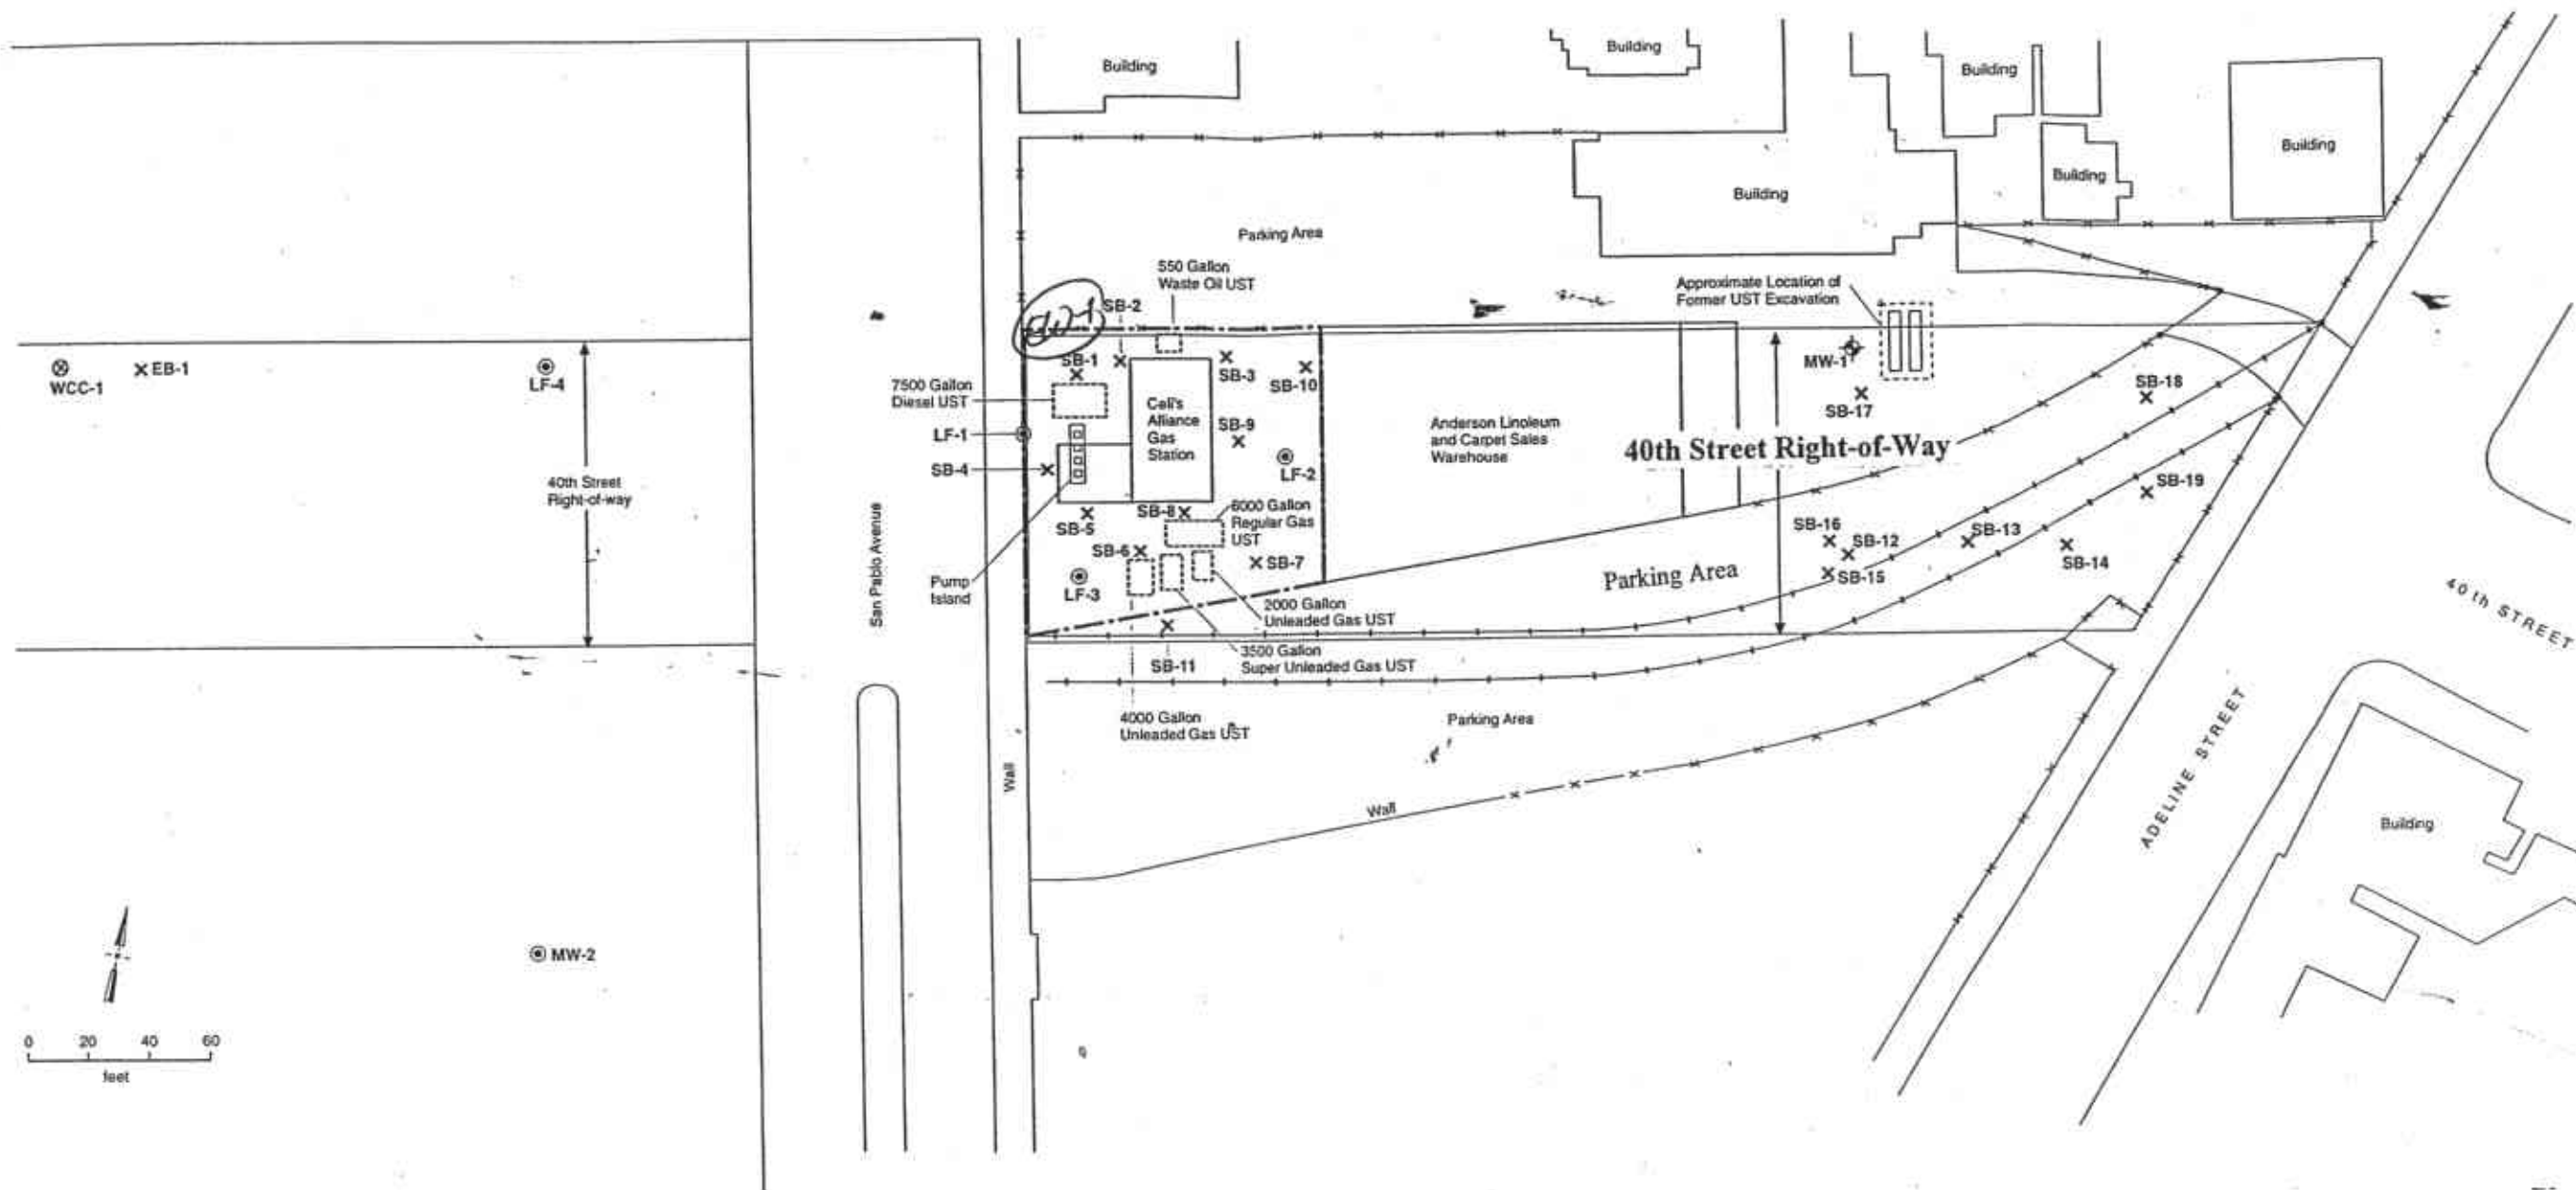 Building
Building
Building
Building
Building
Building
Parking Area
550 Gallon
Waste Oil UST
Approximate Location of
Former UST Excavation
SB-2
SB-1
SB-3
SB-10
MW-1
SB-17
SB-18
WCC-1
EB-1
LF-4
7500 Gallon
Diesel UST
LF-1
SB-4
Cell's
Alliance
Gas
Station
SB-9
LF-2
Anderson Linoleum
and Carpet Sales
Warehouse
40th Street Right-of-Way
40th Street
Right-of-way
San Pablo Avenue
SB-5
SB-8
6000 Gallon
Regular Gas
UST
SB-6
SB-7
SB-19
SB-16
SB-12
SB-13
SB-14
SB-15
Pump
Island
LF-3
Parking Area
2000 Gallon
Unleaded Gas UST
3500 Gallon
Super Unleaded Gas UST
SB-11
4000 Gallon
Unleaded Gas UST
Parking Area
Wall
Wall
40th STREET
ADELINE STREET
Building
MW-2
0 20 40 60
feet